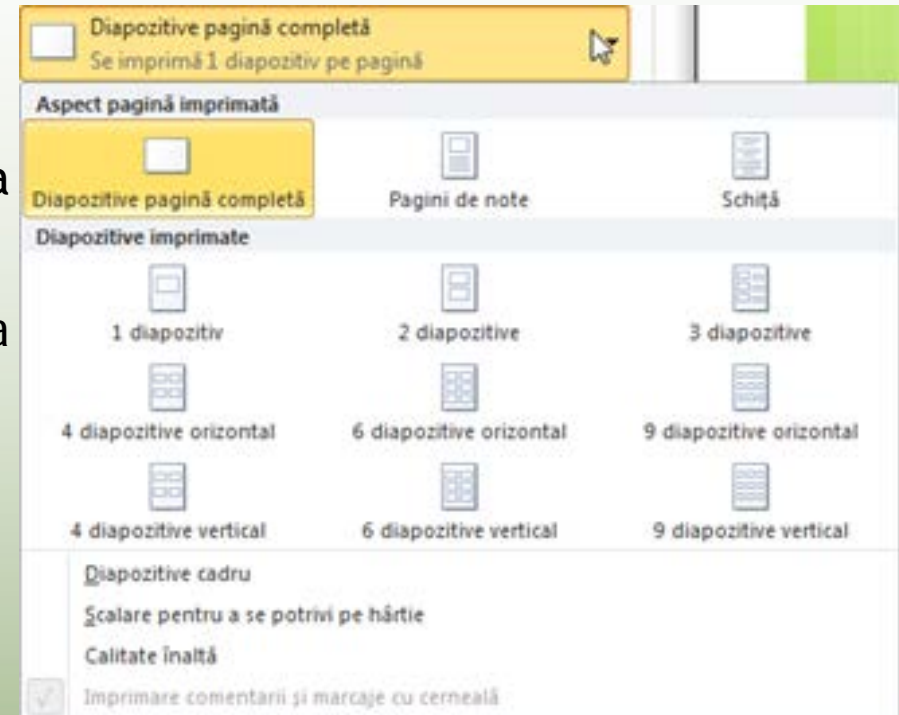 Diapozitive pagină completă
Se imprimă 1 diapozitiv pe pagină
Aspect pagină imprimată
Diapozitive pagină completă Pagini de note Schiță
Diapozitive imprimate
1 diapozitiv 2 diapozitive 3 diapozitive
4 diapozitive orizontal 6 diapozitive orizontal 9 diapozitive orizontal
4 diapozitive vertical 6 diapozitive vertical 9 diapozitive vertical
Diapozitive cadru
Scalare pentru a se potrivi pe hârtie
Calitate înaltă
Imprimare comentarii și marcaje cu cerneală